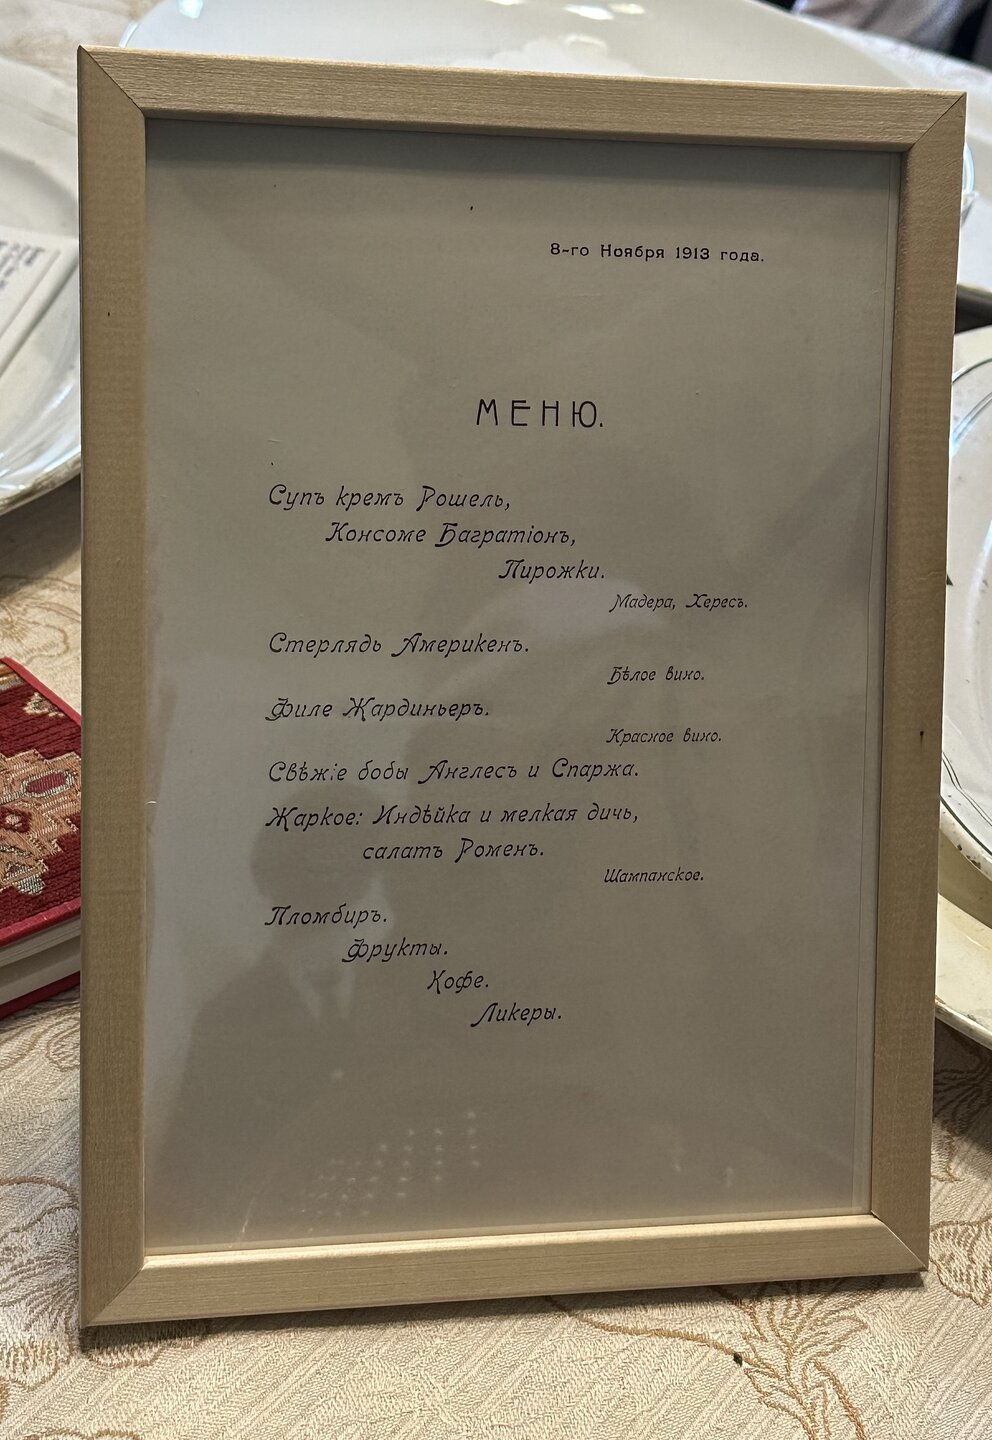 8-го Ноября 1913 года.
МЕНЮ.
Супъ кремъ Рошель,
Консоме Багратіонъ,
Пирожки.
Мадера, Хересъ.
Стерлядь Америкенъ.
Бѣлое вино.
Филе Жардиньеръ.
Красное вино.
Свѣжіе бобы Англесъ и Спаржа.
Жаркое: Индѣйка и мелкая дичь,
салатъ Роменъ.
Шампанское.
Пломбиръ.
Фрукты.
Кофе.
Ликеры.